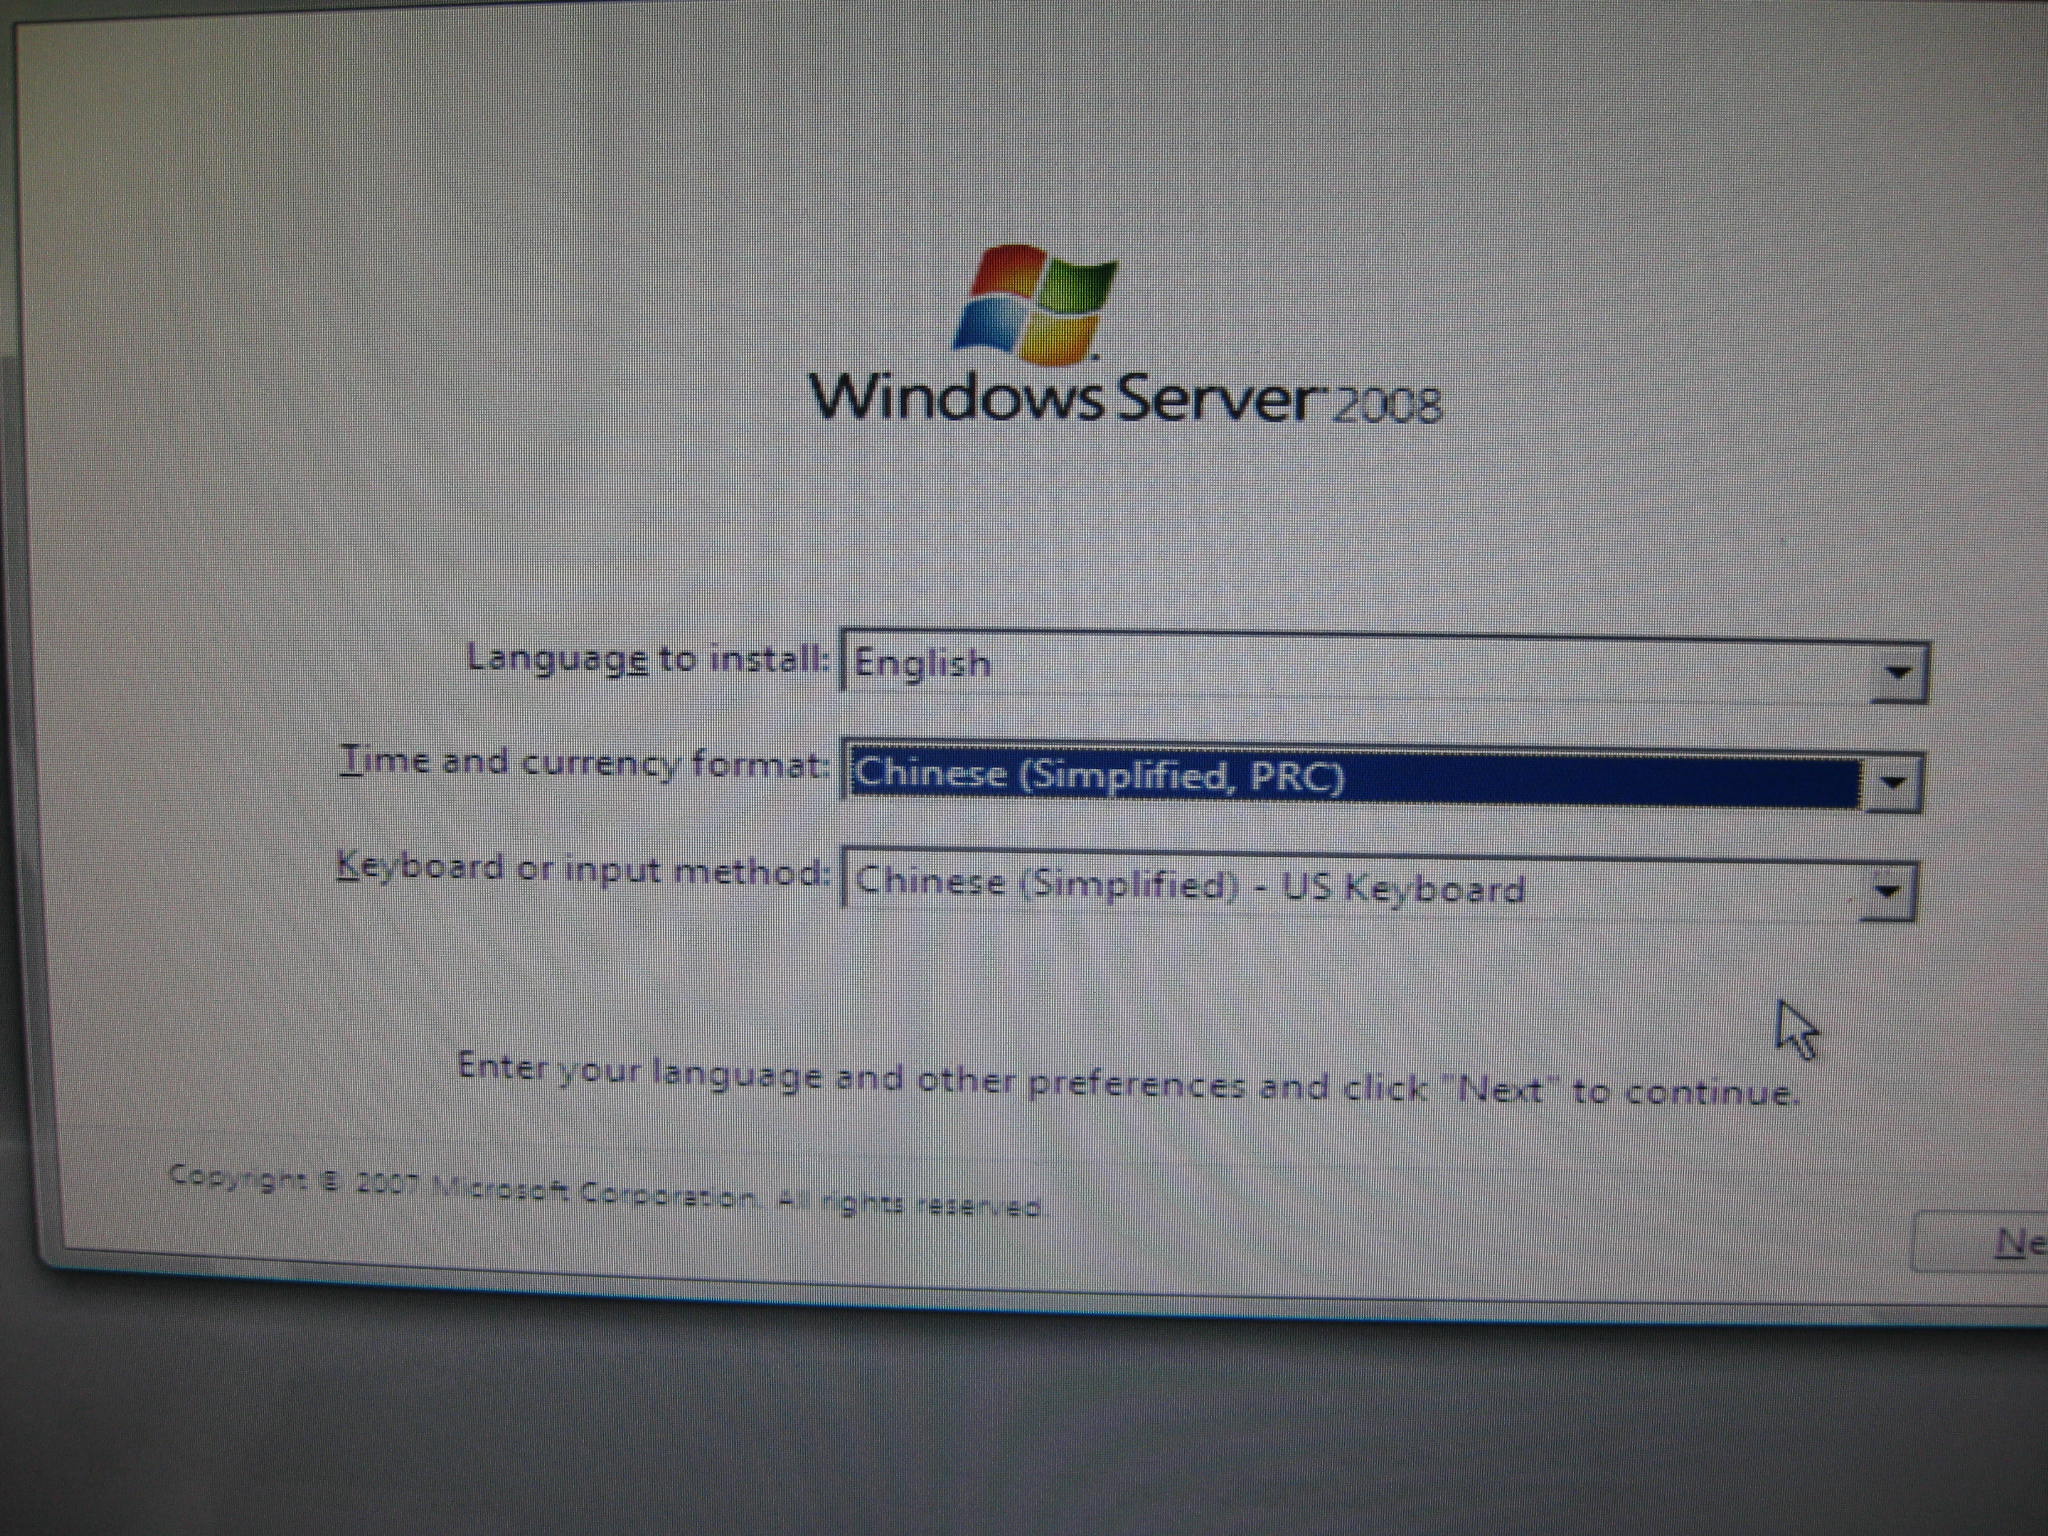 Windows Server 2008
Language to install: English
Time and currency format: Chinese (Simplified, PRC)
Keyboard or input method: Chinese (Simplified) - US Keyboard
Enter your language and other preferences and click "Next" to continue.
Copyright © 2007 Microsoft Corporation. All rights reserved.
Ne